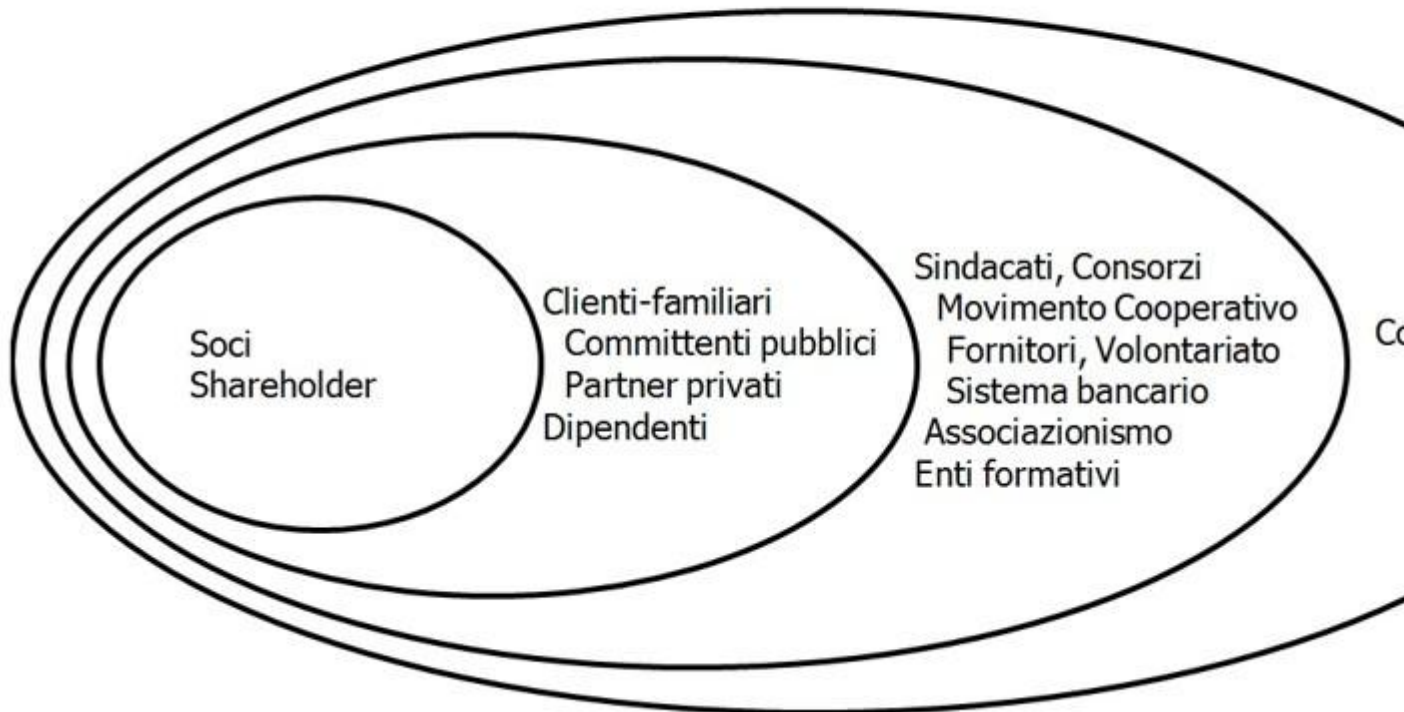 Soci
Shareholder
Clienti-familiari
Committenti pubblici
Partner privati
Dipendenti
Sindacati, Consorzi
Movimento Cooperativo
Fornitori, Volontariato
Sistema bancario
Associazionismo
Enti formativi